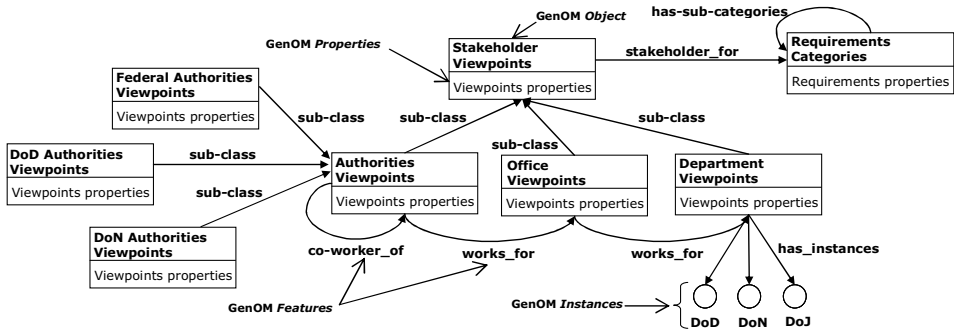 GenOM Object
has-sub-categories
GenOM Properties
Stakeholder
Viewpoints
Viewpoints properties
stakeholder_for
Requirements
Categories
Requirements properties
Federal Authorities
Viewpoints
Viewpoints properties
sub-class
sub-class
sub-class
sub-class
DoD Authorities
Viewpoints
Viewpoints properties
sub-class
sub-class
Authorities
Viewpoints
Viewpoints properties
Office
Viewpoints
Viewpoints properties
Department
Viewpoints
Viewpoints properties
DoN Authorities
Viewpoints
Viewpoints properties
co-worker_of
works_for
works_for
has_instances
GenOM Features
GenOM Instances
DoD
DoN
DoJ